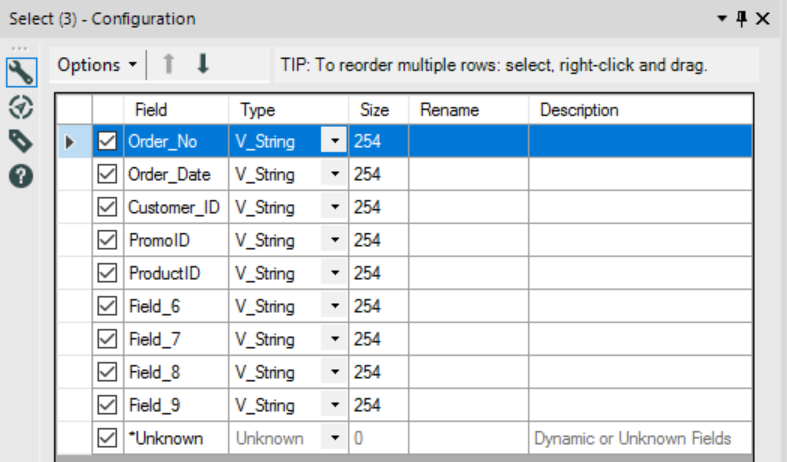 Select (3) - Configuration
Options TIP: To reorder multiple rows: select, right-click and drag.
Field Type Size Rename Description
Order_No V_String 254
Order_Date V_String 254
Customer_ID V_String 254
PromoID V_String 254
ProductID V_String 254
Field_6 V_String 254
Field_7 V_String 254
Field_8 V_String 254
Field_9 V_String 254
*Unknown Unknown 0 Dynamic or Unknown Fields